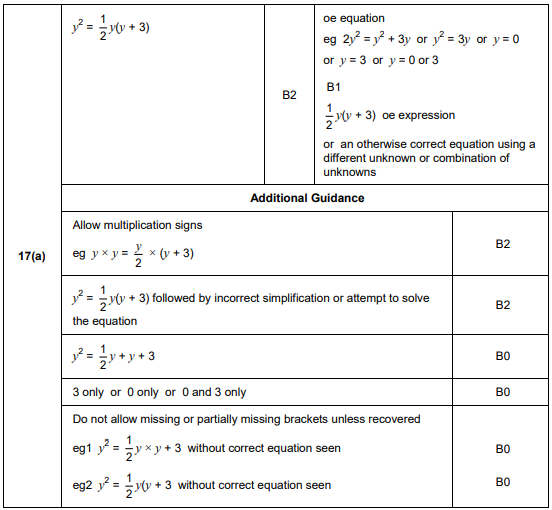 17(a)
y² = 1/2 y(y + 3)
B2
oe equation
eg 2y² = y² + 3y or y² = 3y or y = 0
or y = 3 or y = 0 or 3
B1
1/2 y(y + 3) oe expression
or an otherwise correct equation using a
different unknown or combination of
unknowns
Additional Guidance
Allow multiplication signs
eg y × y = y/2 × (y + 3)
B2
y² = 1/2 y(y + 3) followed by incorrect simplification or attempt to solve
the equation
B2
y² = 1/2 y + y + 3
B0
3 only or 0 only or 0 and 3 only
B0
Do not allow missing or partially missing brackets unless recovered
eg1 y² = 1/2 y × y + 3 without correct equation seen
B0
eg2 y² = 1/2 y(y + 3 without correct equation seen
B0